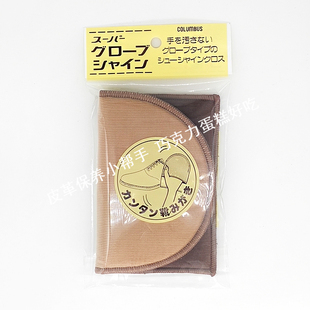 スーパー
グローブ
シャイン
COLUMBUS
手を汚さない
グローブタイプの
シューシャインクロス
皮革保养小帮手 巧克力蛋糕好吃
カンタン靴みがき